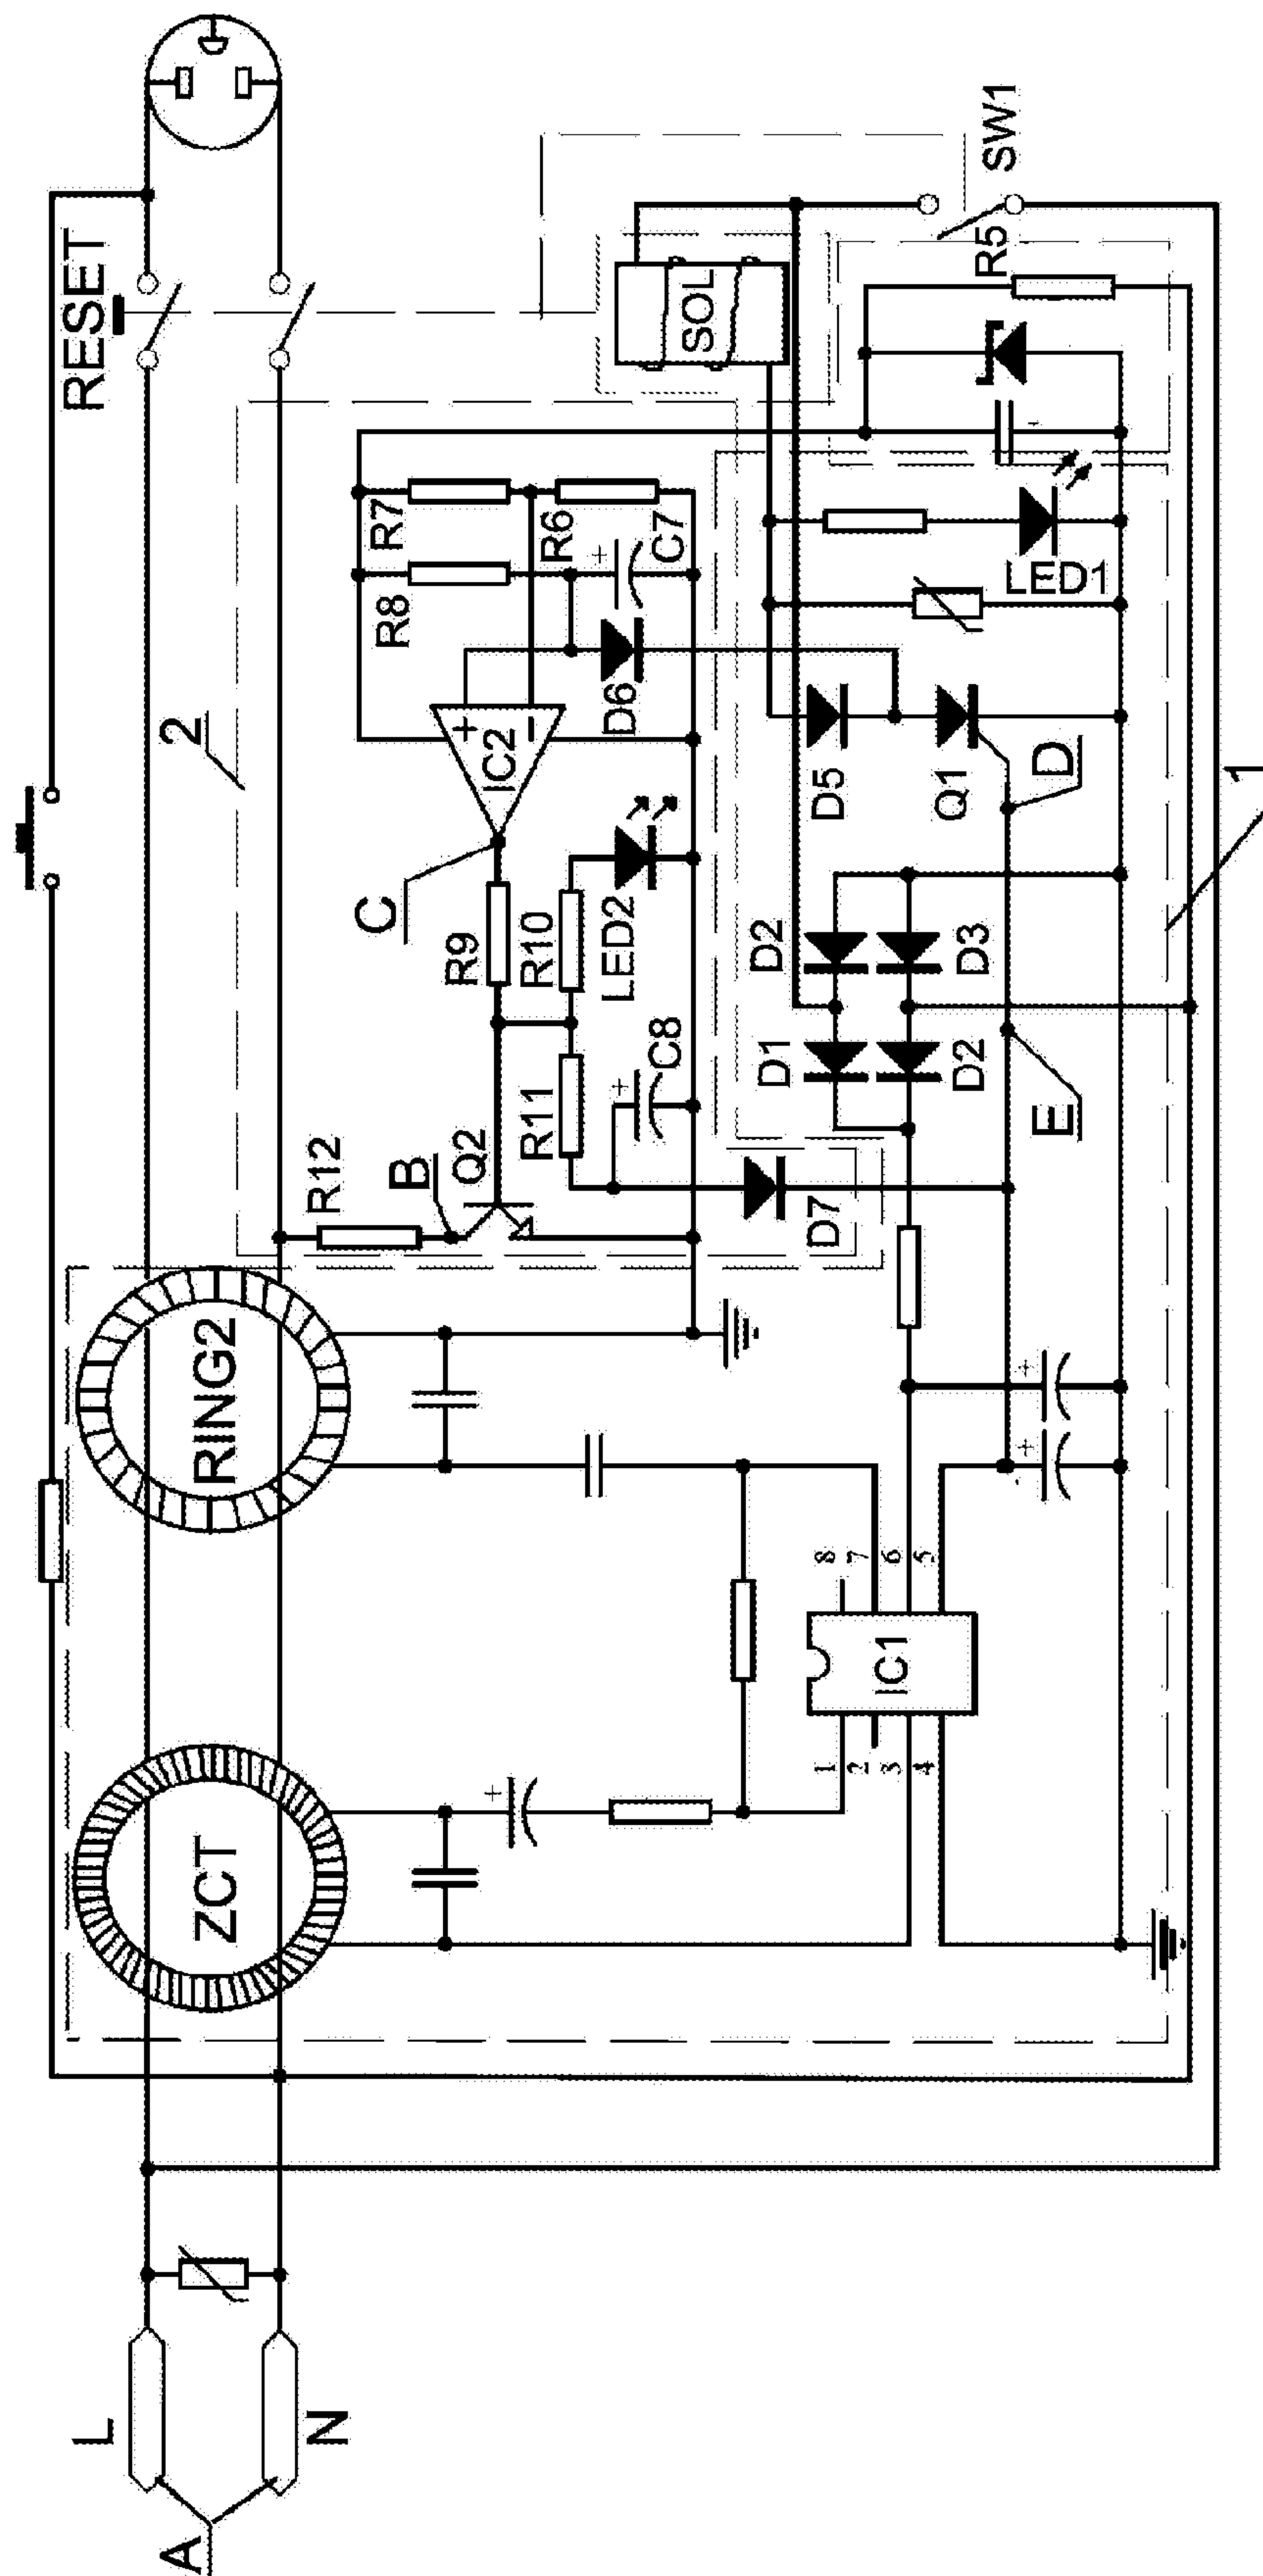 A
L
N
ZCT
RING2
RESET
2
R12
B
Q2
R11
C8
R9
R10
LED2
C
IC2
+
−
R8
R7
R6
C7
+
D6
+
D7
SOL
SW1
R5
LED1
D5
Q1
D
D2
D3
D1
D2
E
1
+
1
2
3
4
IC1
8
7
6
5
+
+